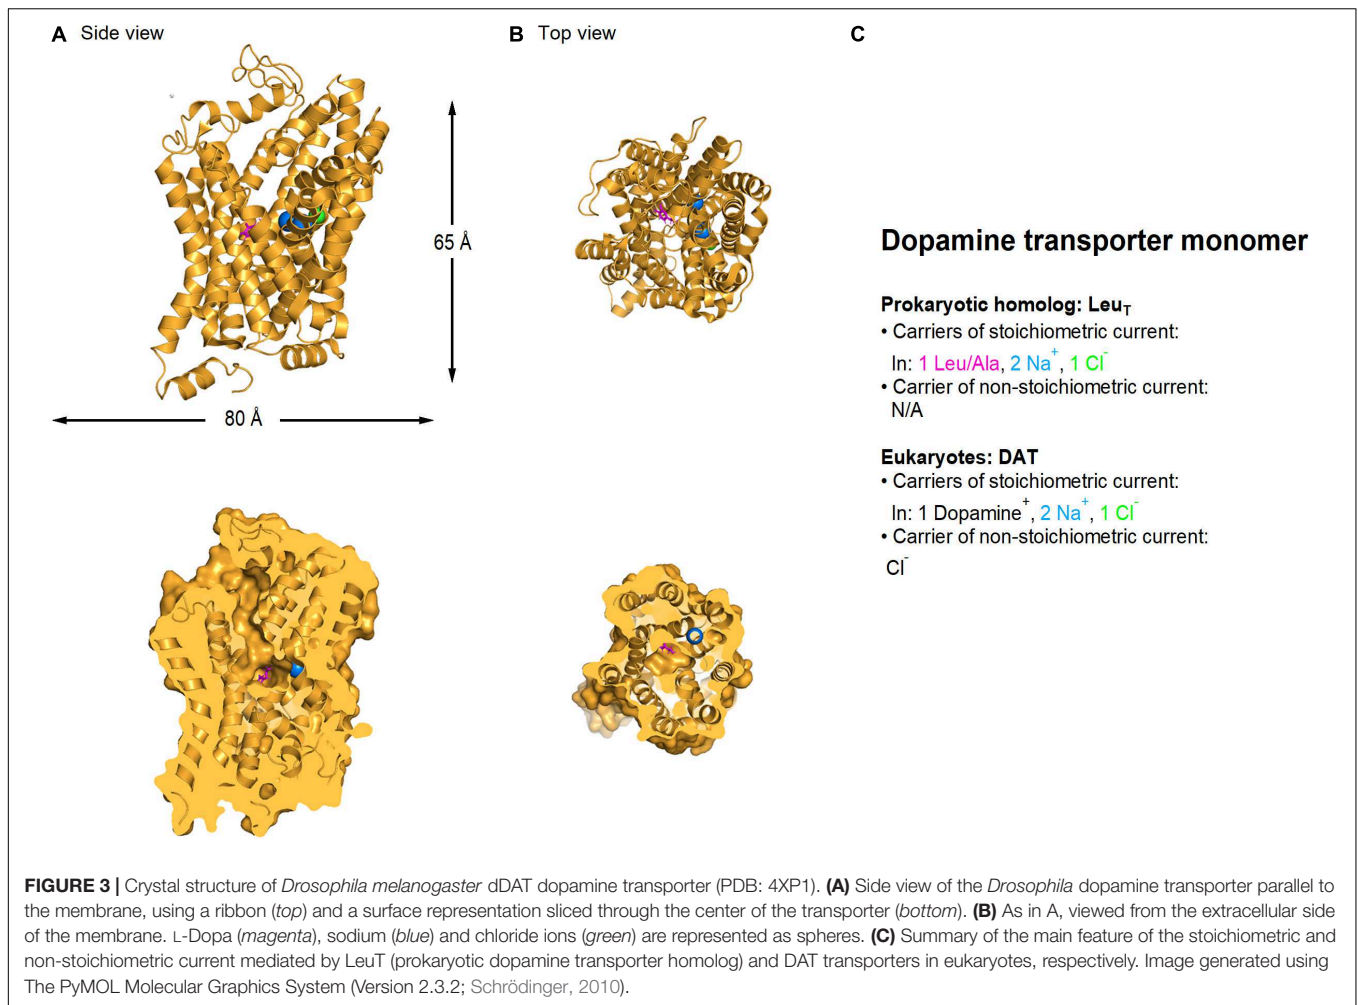 A Side view
B Top view
C
65 Å
80 Å
Dopamine transporter monomer
Prokaryotic homolog: LeuT
• Carriers of stoichiometric current:
In: 1 Leu/Ala, 2 Na+, 1 Cl-
• Carrier of non-stoichiometric current:
N/A
Eukaryotes: DAT
• Carriers of stoichiometric current:
In: 1 Dopamine+, 2 Na+, 1 Cl-
• Carrier of non-stoichiometric current:
Cl-
FIGURE 3 | Crystal structure of Drosophila melanogaster dDAT dopamine transporter (PDB: 4XP1). (A) Side view of the Drosophila dopamine transporter parallel to
the membrane, using a ribbon (top) and a surface representation sliced through the center of the transporter (bottom). (B) As in A, viewed from the extracellular side
of the membrane. L-Dopa (magenta), sodium (blue) and chloride ions (green) are represented as spheres. (C) Summary of the main feature of the stoichiometric and
non-stoichiometric current mediated by LeuT (prokaryotic dopamine transporter homolog) and DAT transporters in eukaryotes, respectively. Image generated using
The PyMOL Molecular Graphics System (Version 2.3.2; Schrödinger, 2010).